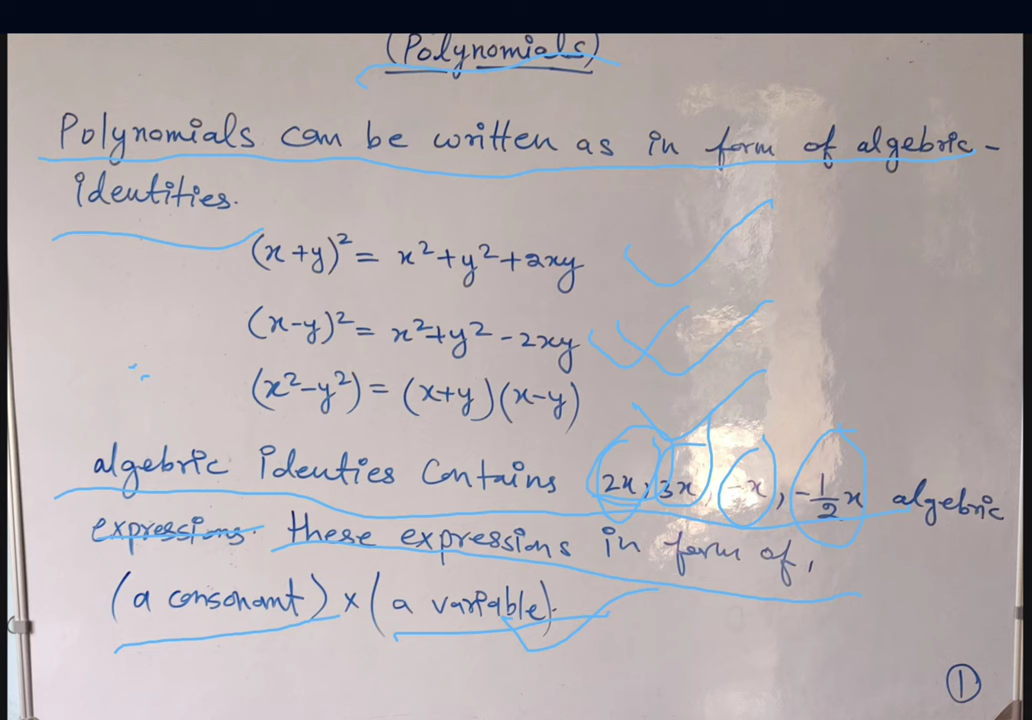 (Polynomials)
Polynomials can be written as in form of algebric-
identities.
(x+y)² = x²+y²+2xy
(x-y)² = x²+y²-2xy
(x²-y²) = (x+y)(x-y)
algebric identies contains 2x, 3x, -x, -1/2x algebric
expressions. these expressions in form of,
(a consonant) × (a variable).
1